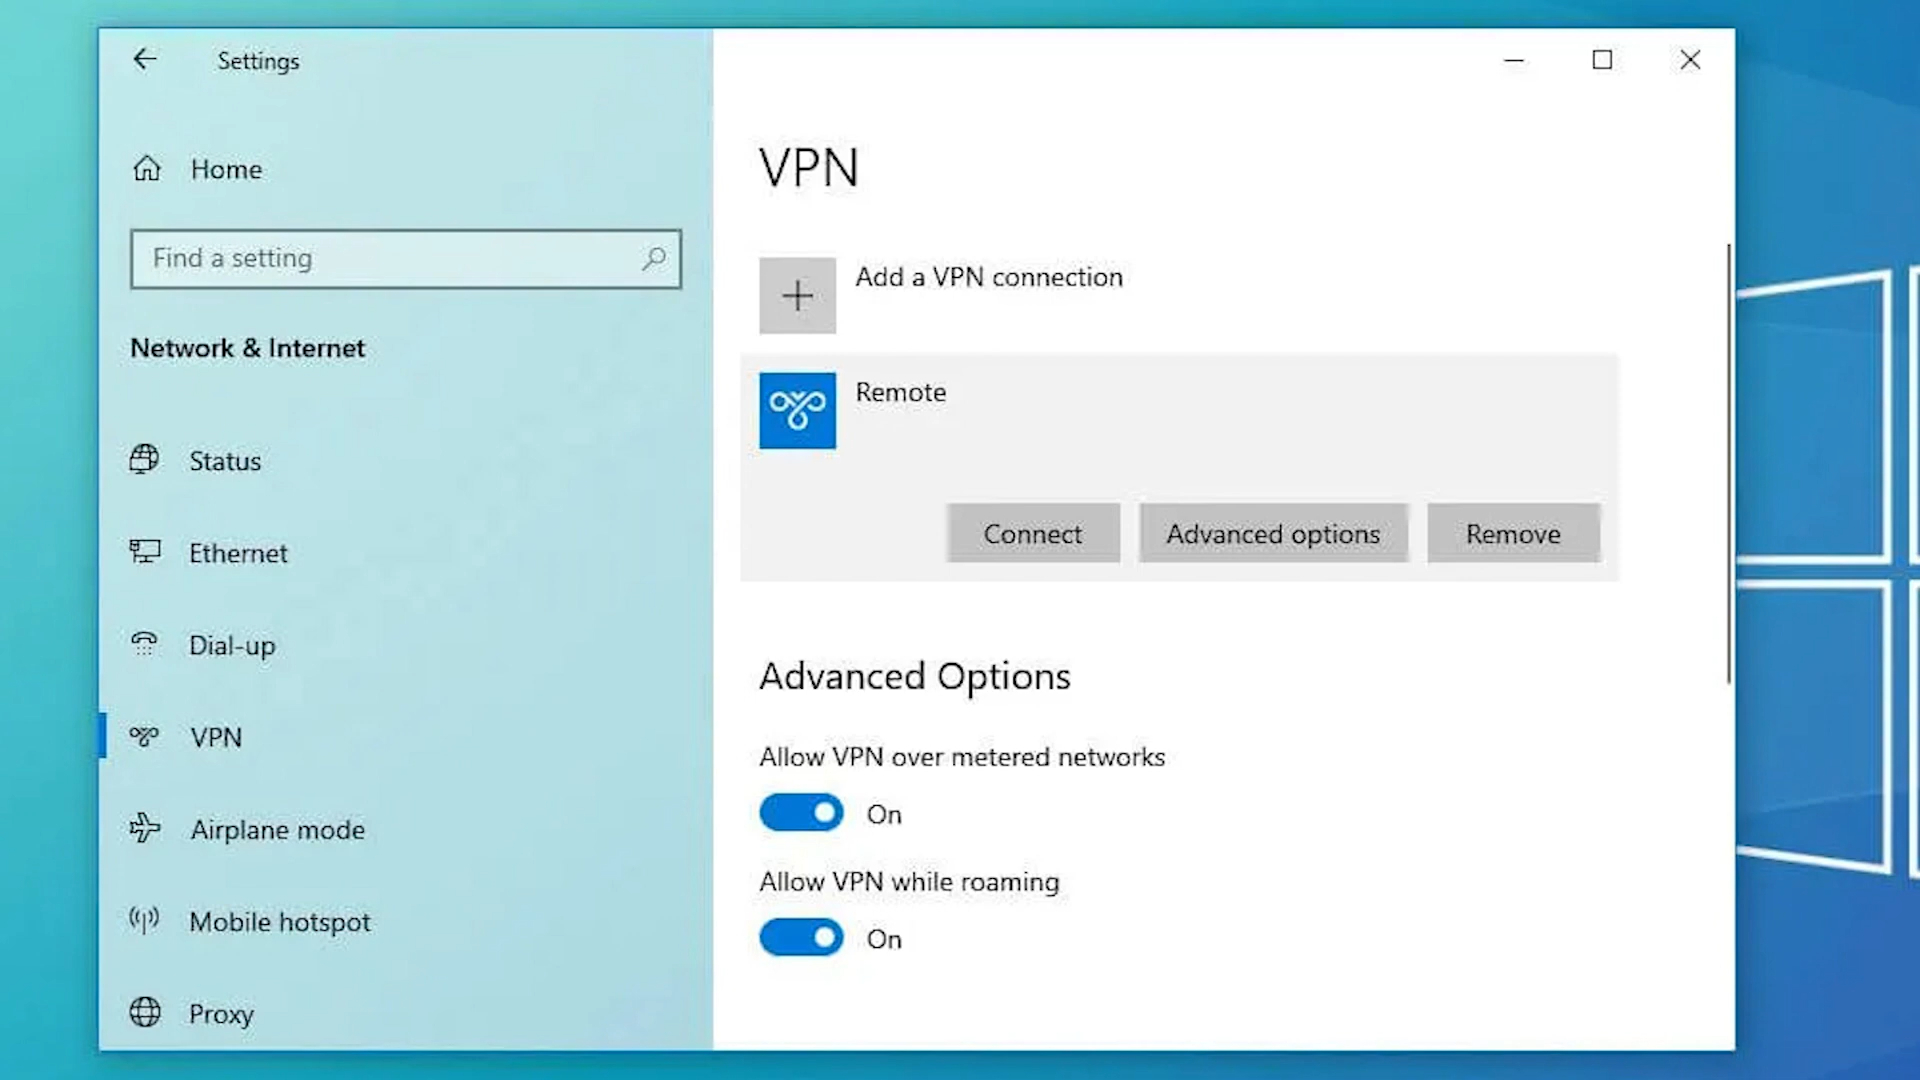 Settings
Home
Find a setting
Network & Internet
Status
Ethernet
Dial-up
VPN
Airplane mode
Mobile hotspot
Proxy
VPN
Add a VPN connection
Remote
Connect
Advanced options
Remove
Advanced Options
Allow VPN over metered networks
On
Allow VPN while roaming
On